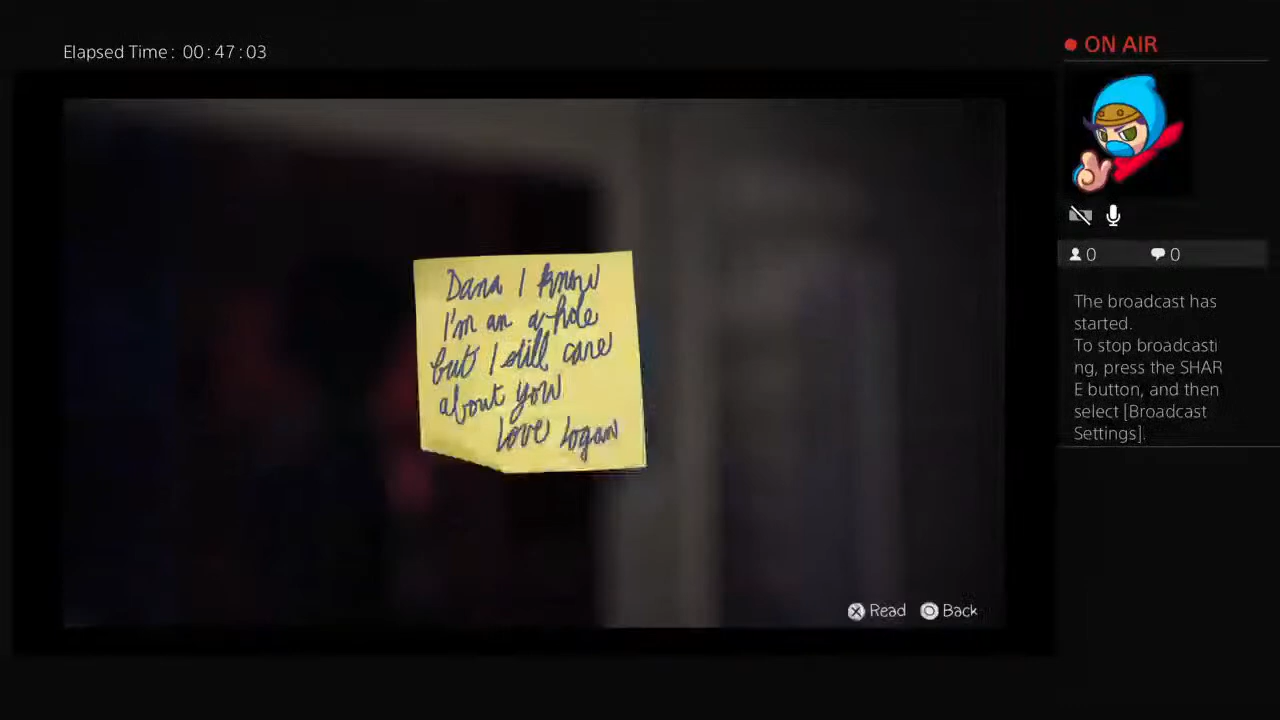 Elapsed Time: 00:47:03
ON AIR
0 0
The broadcast has
started.
To stop broadcasti
ng, press the SHAR
E button, and then
select [Broadcast
Settings].
Dana I know
I'm an a-hole
but I still care
about you
Love Logan
Read Back